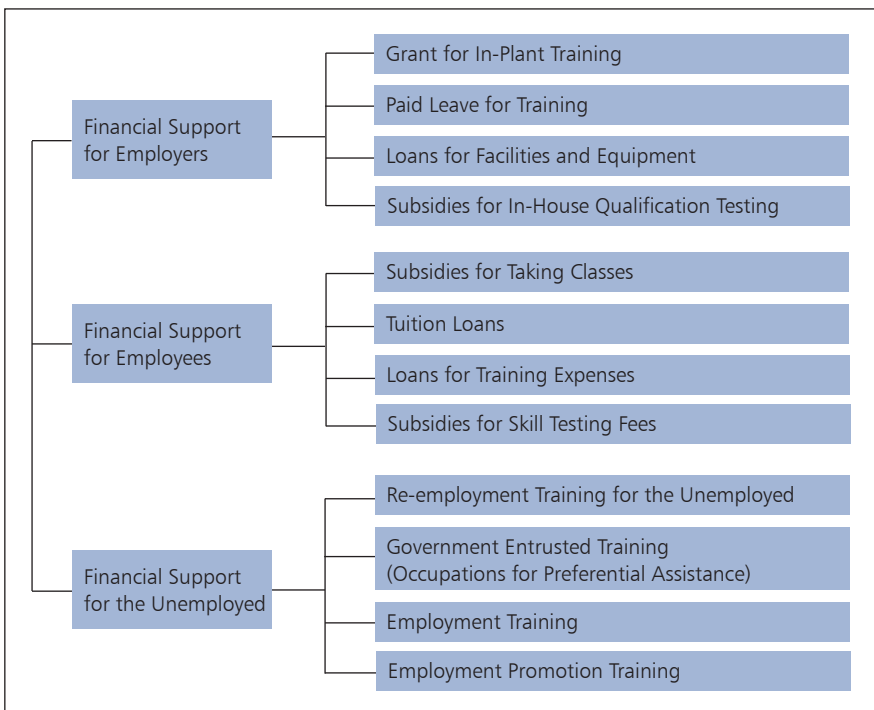 Financial Support
for Employers
Grant for In-Plant Training
Paid Leave for Training
Loans for Facilities and Equipment
Subsidies for In-House Qualification Testing
Financial Support
for Employees
Subsidies for Taking Classes
Tuition Loans
Loans for Training Expenses
Subsidies for Skill Testing Fees
Financial Support
for the Unemployed
Re-employment Training for the Unemployed
Government Entrusted Training
(Occupations for Preferential Assistance)
Employment Training
Employment Promotion Training